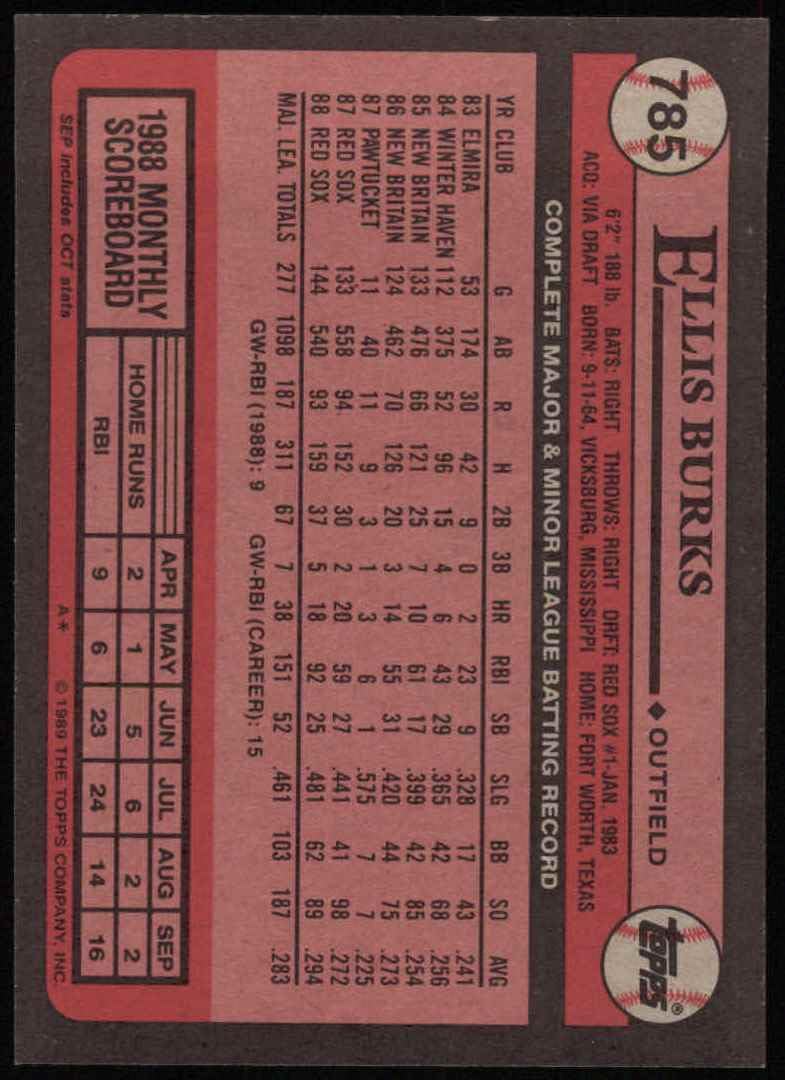 785
ELLIS BURKS ◆ OUTFIELD
topps®
6'2" 188 lb. BATS: RIGHT THROWS: RIGHT DRFT: RED SOX #1-JAN. 1983
ACQ: VIA DRAFT BORN: 9-11-64, VICKSBURG, MISSISSIPPI HOME: FORT WORTH, TEXAS
COMPLETE MAJOR & MINOR LEAGUE BATTING RECORD
YR CLUB G AB R H 2B 3B HR RBI SB SLG BB SO AVG
83 ELMIRA 53 174 30 42 9 0 2 23 9 .328 17 43 .241
84 WINTER HAVEN 112 375 52 96 15 4 6 43 29 .365 42 68 .256
85 NEW BRITAIN 133 476 66 121 25 7 10 61 17 .399 42 85 .254
86 NEW BRITAIN 124 462 70 126 20 3 14 55 31 .420 44 75 .273
87 PAWTUCKET 11 40 11 9 3 1 3 6 1 .575 7 7 .225
87 RED SOX 133 558 94 152 30 2 20 59 27 .441 41 98 .272
88 RED SOX 144 540 93 159 37 5 18 92 25 .481 62 89 .294
MAJ. LEA. TOTALS 277 1098 187 311 67 7 38 151 52 .461 103 187 .283
GW-RBI (1988): 9 GW-RBI (CAREER): 15
1988 MONTHLY
SCOREBOARD
APR MAY JUN JUL AUG SEP
HOME RUNS 2 1 5 6 2 2
RBI 9 6 23 24 14 16
SEP includes OCT stats A* © 1989 THE TOPPS COMPANY, INC.